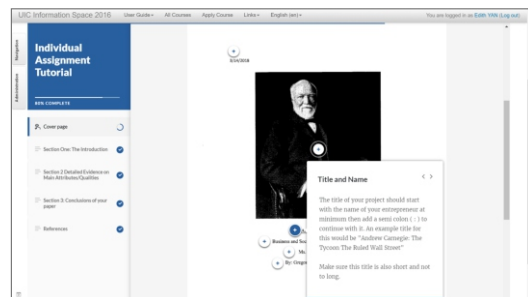 UIC Information Space 2016
User Guide
All Courses
Apply Course
Links
English (en)
You are logged in as Edith YAN (Log out)
Navigation
Administration
Individual
Assignment
Tutorial
80% COMPLETE
Cover page
Section One: The Introduction
Section 2 Detailed Evidence on
Main Attributes/Qualities
Section 3: Conclusions of your
paper
References
Title and Name
The title of your project should start
with the name of your entrepreneur at
minimum then add a semi colon ( : ) to
continue with it. An example title for
this would be "Andrew Carnegie: The
Tycoon The Ruled Wall Street"
Make sure this title is also short and not
to long.
Business and
By: